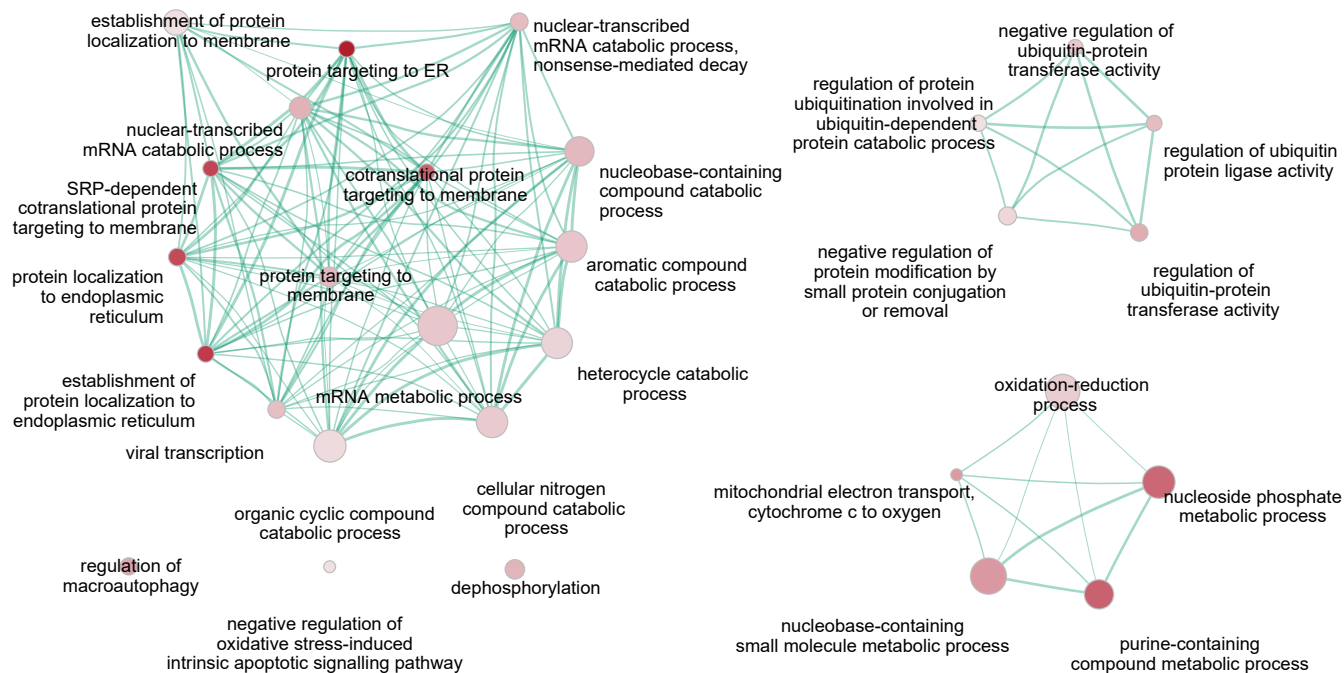 establishment of protein
localization to membrane
protein targeting to ER
nuclear-transcribed
mRNA catabolic process,
nonsense-mediated decay
nuclear-transcribed
mRNA catabolic process
SRP-dependent
cotranslational protein
targeting to membrane
cotranslational protein
targeting to membrane
nucleobase-containing
compound catabolic
process
protein localization
to endoplasmic
reticulum
protein targeting to
membrane
aromatic compound
catabolic process
establishment of
protein localization to
endoplasmic reticulum
mRNA metabolic process
heterocycle catabolic
process
viral transcription
organic cyclic compound
catabolic process
cellular nitrogen
compound catabolic
process
regulation of
macroautophagy
dephosphorylation
negative regulation of
oxidative stress-induced
intrinsic apoptotic signalling pathway
negative regulation of
ubiquitin-protein
transferase activity
regulation of protein
ubiquitination involved in
ubiquitin-dependent
protein catabolic process
regulation of ubiquitin
protein ligase activity
negative regulation of
protein modification by
small protein conjugation
or removal
regulation of
ubiquitin-protein
transferase activity
oxidation-reduction
process
mitochondrial electron transport,
cytochrome c to oxygen
nucleoside phosphate
metabolic process
nucleobase-containing
small molecule metabolic process
purine-containing
compound metabolic process